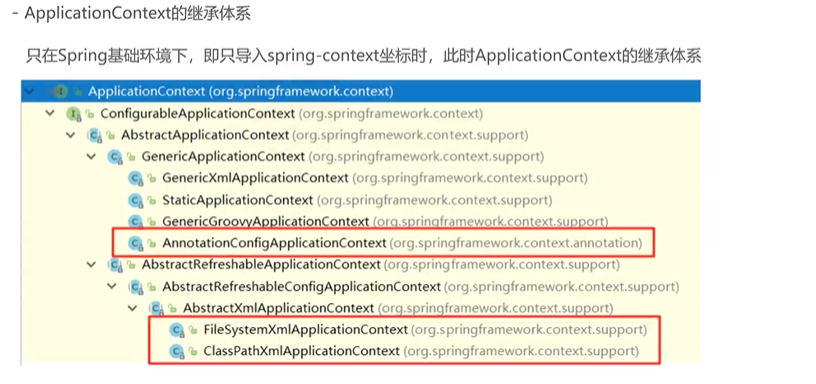 - ApplicationContext的继承体系
只在Spring基础环境下，即只导入spring-context坐标时，此时ApplicationContext的继承体系
ApplicationContext (org.springframework.context)
ConfigurableApplicationContext (org.springframework.context)
AbstractApplicationContext (org.springframework.context.support)
GenericApplicationContext (org.springframework.context.support)
GenericXmlApplicationContext (org.springframework.context.support)
StaticApplicationContext (org.springframework.context.support)
GenericGroovyApplicationContext (org.springframework.context.support)
AnnotationConfigApplicationContext (org.springframework.context.annotation)
AbstractRefreshableApplicationContext (org.springframework.context.support)
AbstractRefreshableConfigApplicationContext (org.springframework.context.support)
AbstractXmlApplicationContext (org.springframework.context.support)
FileSystemXmlApplicationContext (org.springframework.context.support)
ClassPathXmlApplicationContext (org.springframework.context.support)